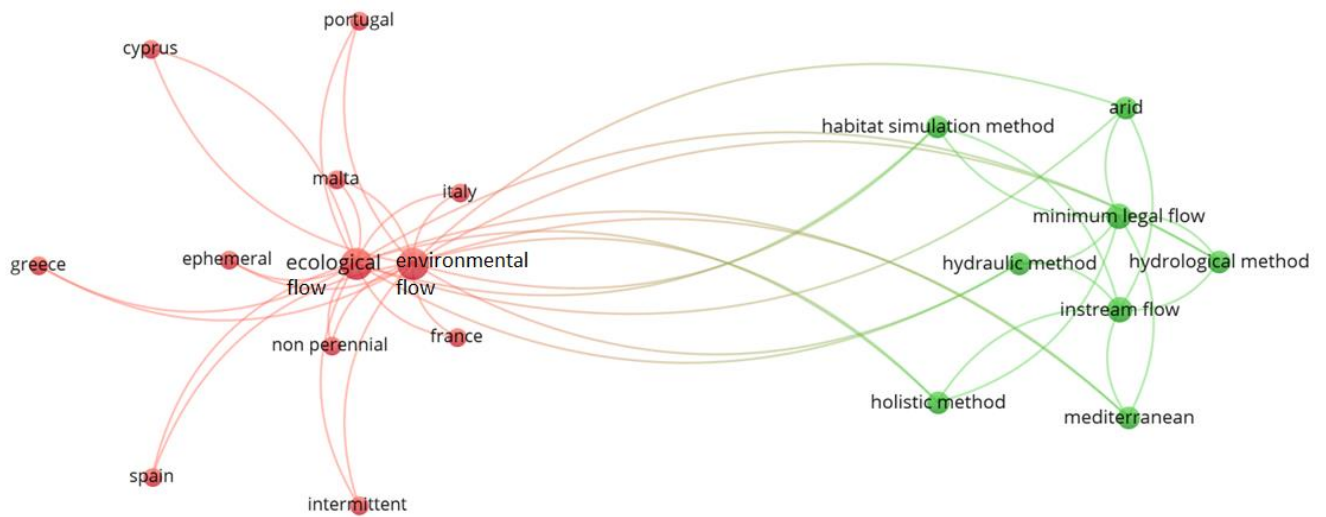 portugal
cyprus
malta
italy
greece
ephemeral
ecological
flow
environmental
flow
non perennial
france
spain
intermittent
arid
habitat simulation method
minimum legal flow
hydraulic method
hydrological method
instream flow
holistic method
mediterranean